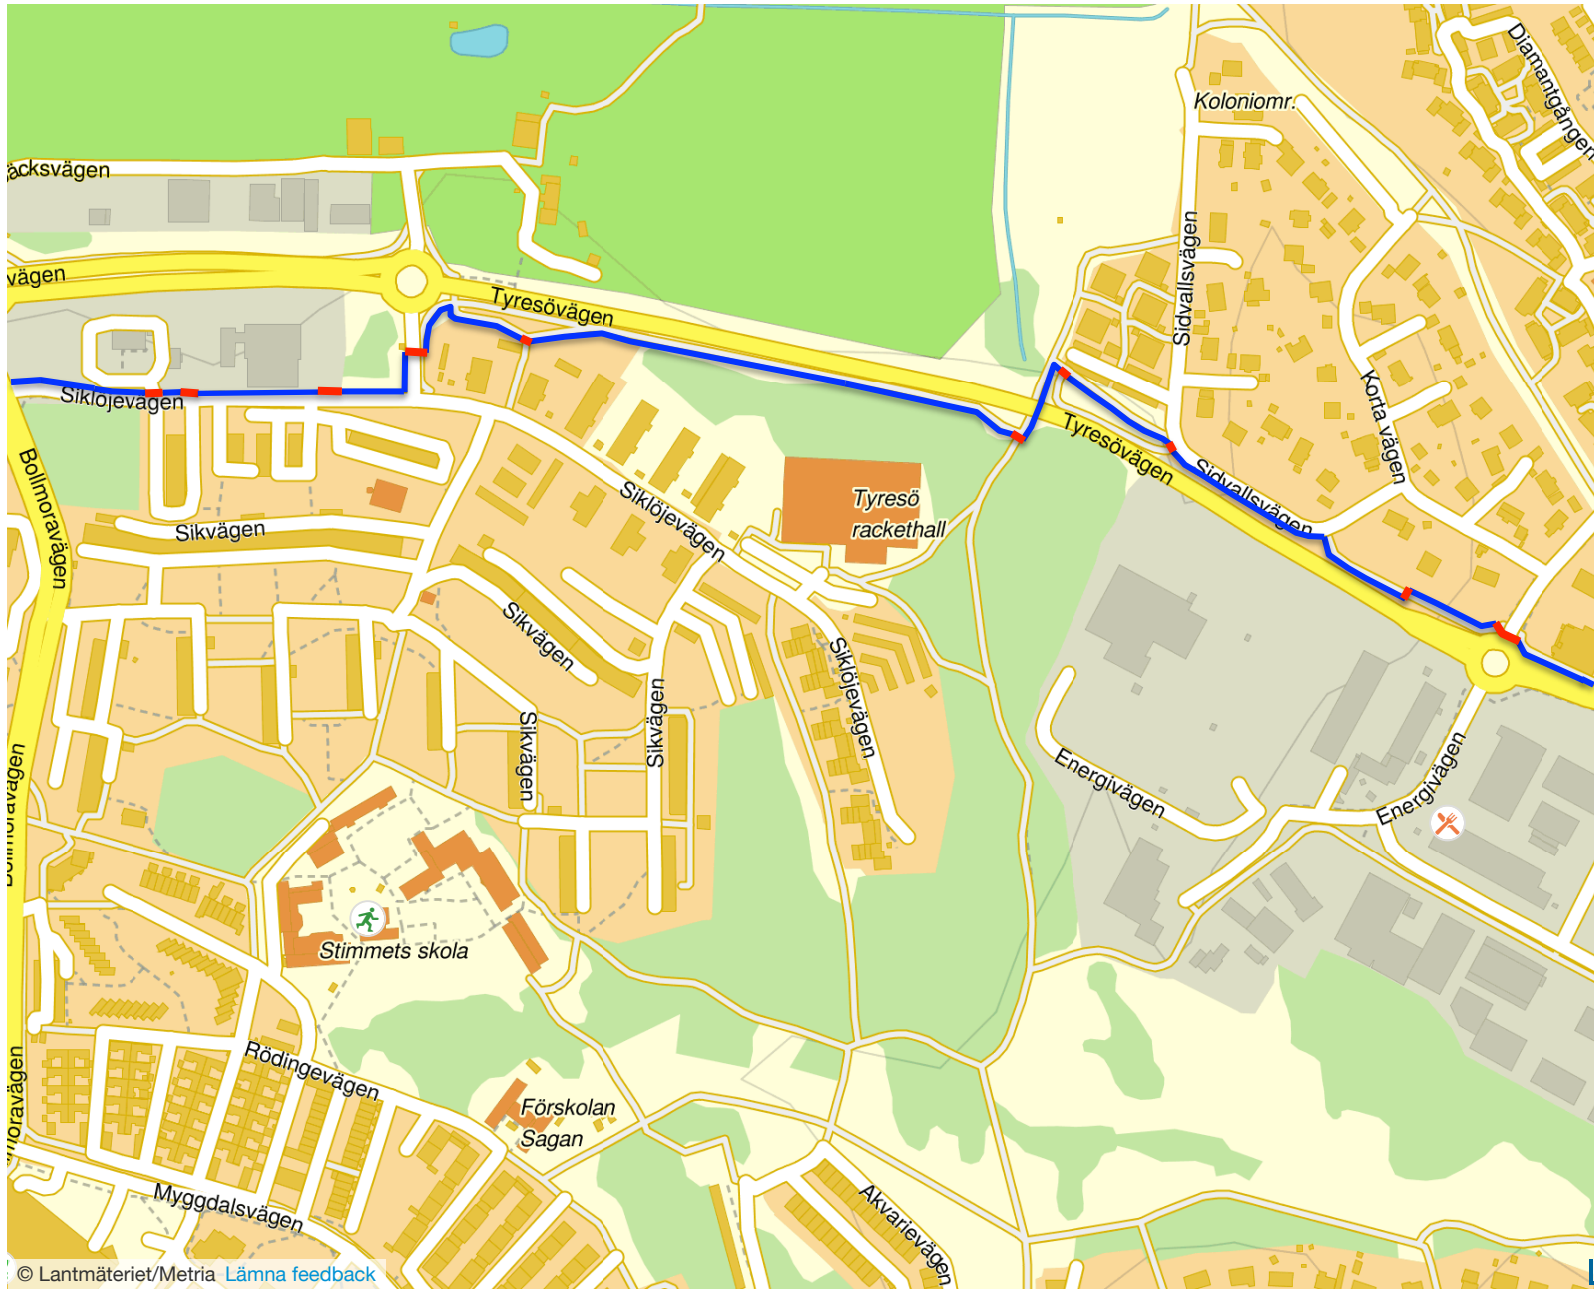 Diamantgången
Koloniomr.
äcksvägen
Sidvallsvägen
vägen
Tyresövägen
Korta vägen
Siklöjevägen
Tyresövägen
Bollmoravägen
Sidvallsvägen
Siklöjevägen
Tyresö
rackethall
Sikvägen
Sikvägen
Siklöjevägen
Sikvägen
Sikvägen
Energivägen
Energivägen
Bollmoravägen
Stimmets skola
Rödingevägen
moravägen
Förskolan
Sagan
Myggdalsvägen
Akvarievägen
© Lantmäteriet/Metria Lämna feedback